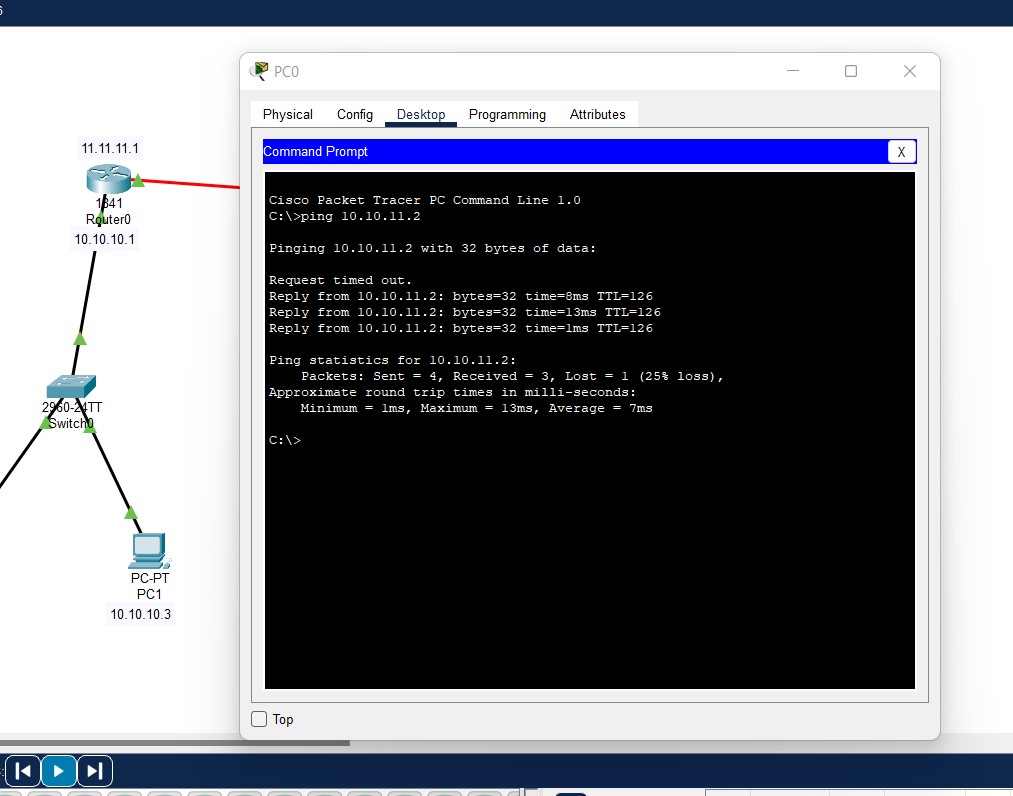 6
PC0
Physical Config Desktop Programming Attributes
Command Prompt
X
Cisco Packet Tracer PC Command Line 1.0
C:\>ping 10.10.11.2
Pinging 10.10.11.2 with 32 bytes of data:
Request timed out.
Reply from 10.10.11.2: bytes=32 time=8ms TTL=126
Reply from 10.10.11.2: bytes=32 time=13ms TTL=126
Reply from 10.10.11.2: bytes=32 time=1ms TTL=126
Ping statistics for 10.10.11.2:
Packets: Sent = 4, Received = 3, Lost = 1 (25% loss),
Approximate round trip times in milli-seconds:
Minimum = 1ms, Maximum = 13ms, Average = 7ms
C:\>
Top
11.11.11.1
1841
Router0
10.10.10.1
2960-24TT
Switch0
PC-PT
PC1
10.10.10.3